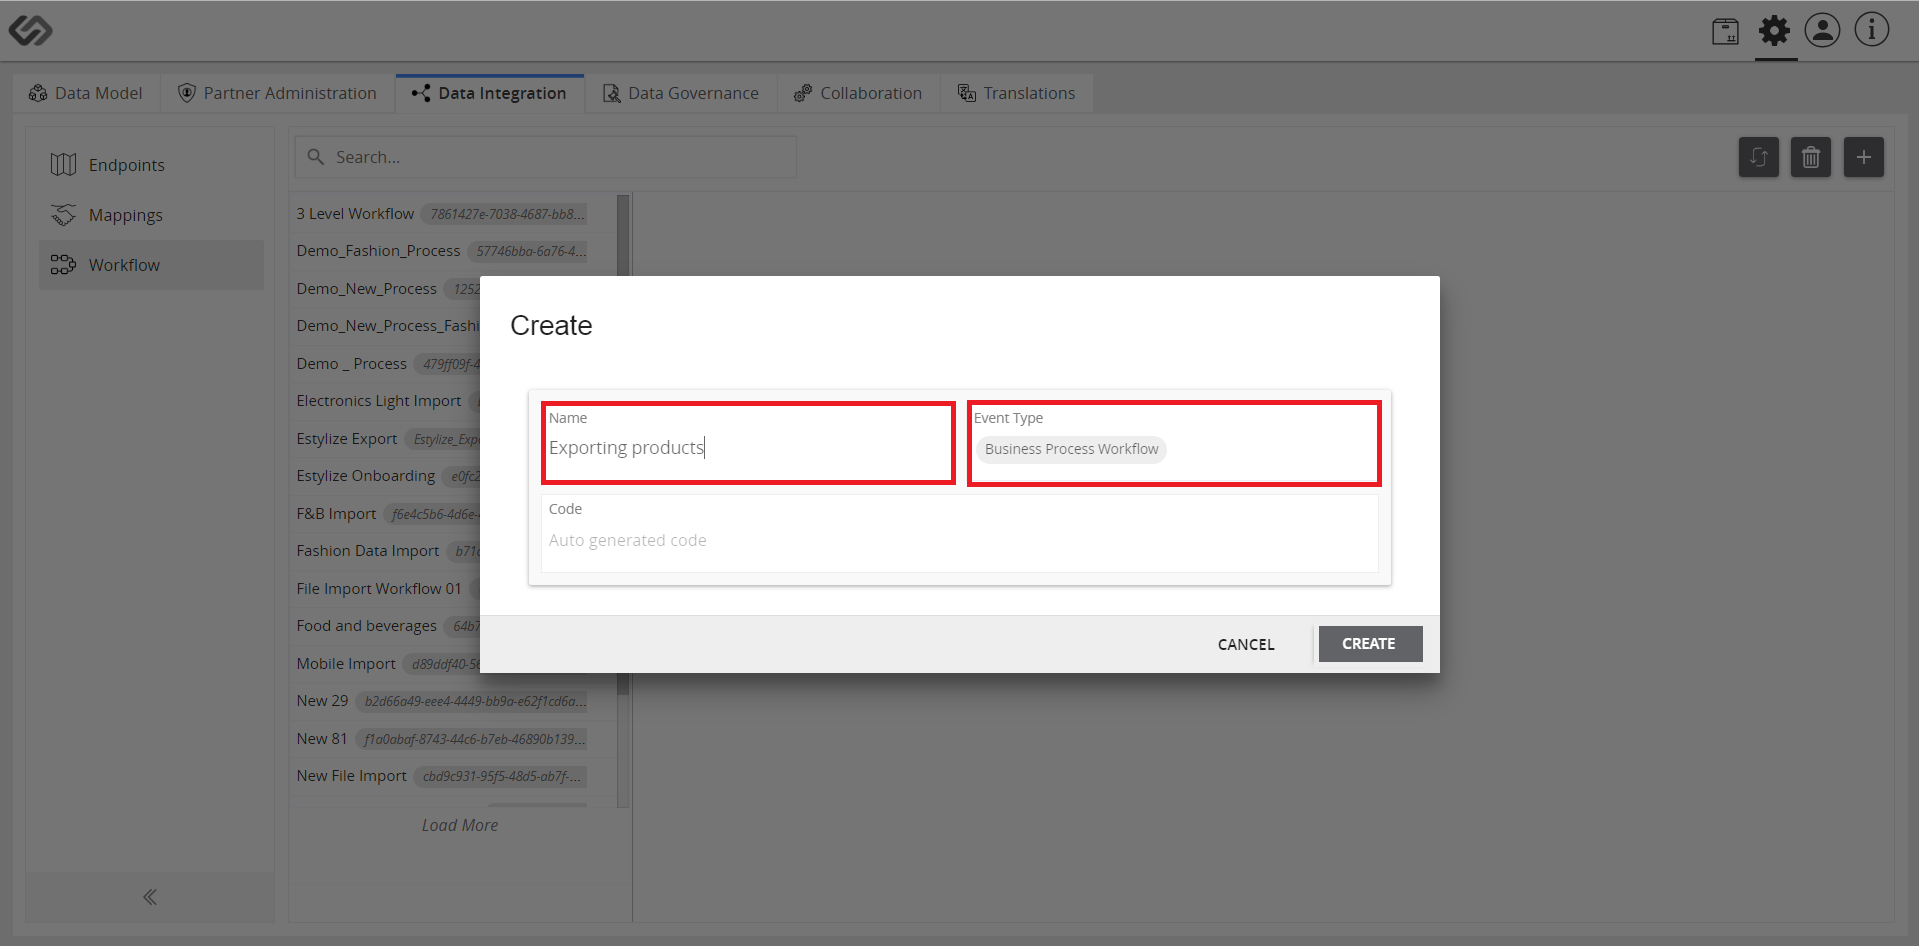 Data Model
Partner Administration
Data Integration
Data Governance
Collaboration
Translations
Endpoints
Mappings
Workflow
Search...
3 Level Workflow 7861427e-7038-4687-bb8...
Demo_Fashion_Process 57746bba-6a76-4...
Demo_New_Process 1252
Demo_New_Process_Fashi
Demo _ Process 479ff09f-4
Electronics Light Import
Estylize Export Estylize_Exp
Estylize Onboarding e0fc2
F&B Import f6e4c5b6-4d6e-
Fashion Data Import b71
File Import Workflow 01
Food and beverages 64b7
Mobile Import d89ddf40-56
New 29 b2d66a49-eee4-4449-bb9a-e62f1cd6a...
New 81 f1a0abaf-8743-44c6-b7eb-46890b139...
New File Import cbd9c931-95f5-48d5-ab7f-...
Load More
Create
Name
Exporting products
Event Type
Business Process Workflow
Code
Auto generated code
CANCEL
CREATE